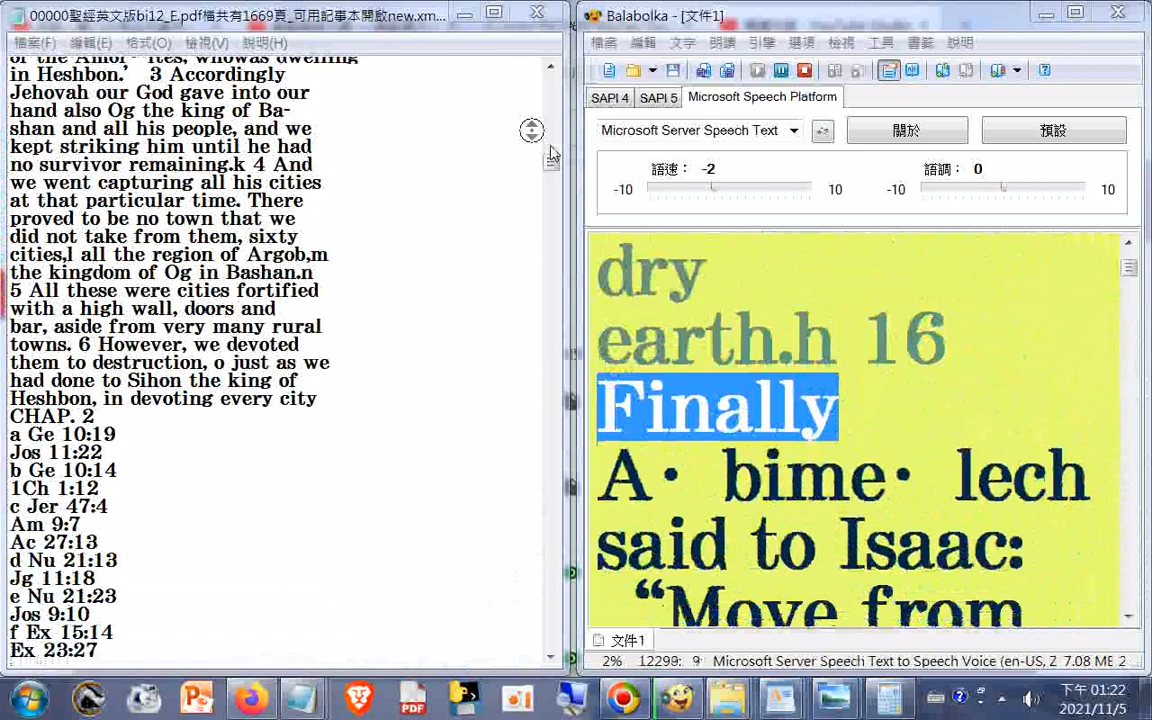 00000聖經英文版bi12_E.pdf檔共有1669頁_可用記事本開啟new.xm...
檔案(F) 編輯(E) 格式(O) 檢視(V) 說明(H)
in Heshbon.’ 3 Accordingly
Jehovah our God gave into our
hand also Og the king of Ba-
shan and all his people, and we
kept striking him until he had
no survivor remaining.k 4 And
we went capturing all his cities
at that particular time. There
proved to be no town that we
did not take from them, sixty
cities,l all the region of Argob,m
the kingdom of Og in Bashan.n
5 All these were cities fortified
with a high wall, doors and
bar, aside from very many rural
towns. 6 However, we devoted
them to destruction, o just as we
had done to Sihon the king of
Heshbon, in devoting every city
CHAP. 2
a Ge 10:19
Jos 11:22
b Ge 10:14
1Ch 1:12
c Jer 47:4
Am 9:7
Ac 27:13
d Nu 21:13
Jg 11:18
e Nu 21:23
Jos 9:10
f Ex 15:14
Ex 23:27
Balabolka - [文件1]
檔案 編輯 文字 朗讀 引擎 選項 檢視 工具 書籤 說明
SAPI 4 SAPI 5 Microsoft Speech Platform
Microsoft Server Speech Text 關於 預設
語速： -2 語調： 0
-10 10 -10 10
dry
earth.h 16
Finally
A· bime· lech
said to Isaac:
“Move from
文件1
2% 12299: 9 Microsoft Server Speech Text to Speech Voice (en-US, Z 7.08 MB 2
PDF
下午 01:22
2021/11/5